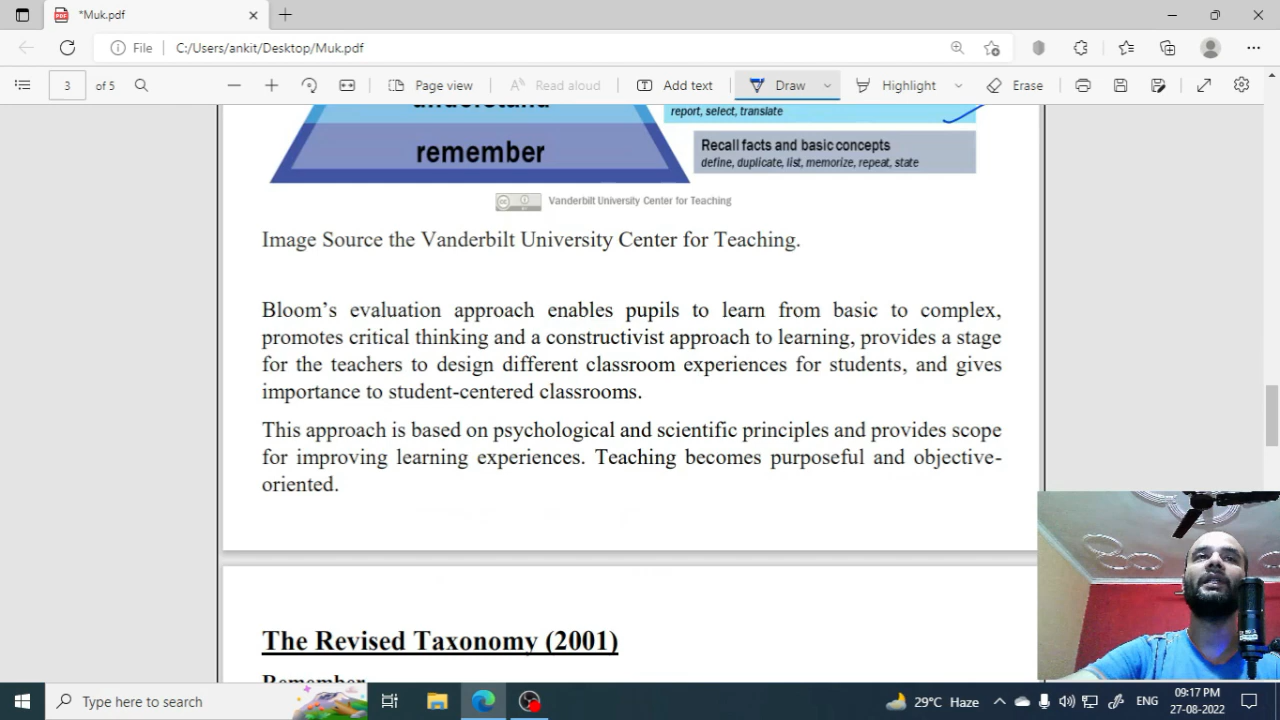 *Muk.pdf
File C:/Users/ankit/Desktop/Muk.pdf
3 of 5 Page view Read aloud Add text Draw Highlight Erase
understand
report, select, translate
remember
Recall facts and basic concepts
define, duplicate, list, memorize, repeat, state
Vanderbilt University Center for Teaching
Image Source the Vanderbilt University Center for Teaching.
Bloom’s evaluation approach enables pupils to learn from basic to complex,
promotes critical thinking and a constructivist approach to learning, provides a stage
for the teachers to design different classroom experiences for students, and gives
importance to student-centered classrooms.
This approach is based on psychological and scientific principles and provides scope
for improving learning experiences. Teaching becomes purposeful and objective-
oriented.
The Revised Taxonomy (2001)
Remember
Type here to search
29°C Haze
ENG
09:17 PM
27-08-2022